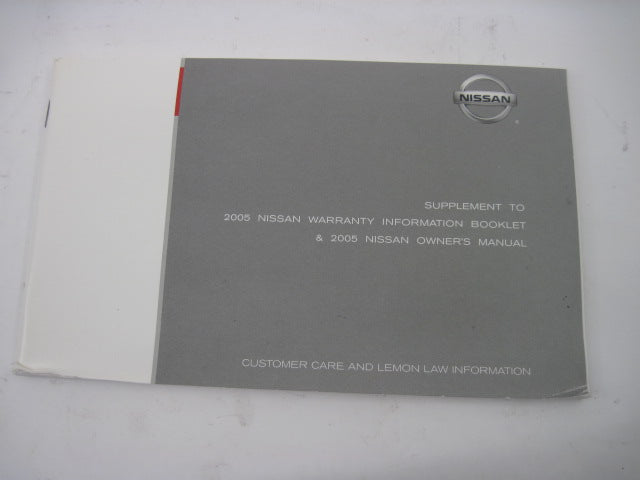 NISSAN
SUPPLEMENT TO
2005 NISSAN WARRANTY INFORMATION BOOKLET
& 2005 NISSAN OWNER'S MANUAL
CUSTOMER CARE AND LEMON LAW INFORMATION